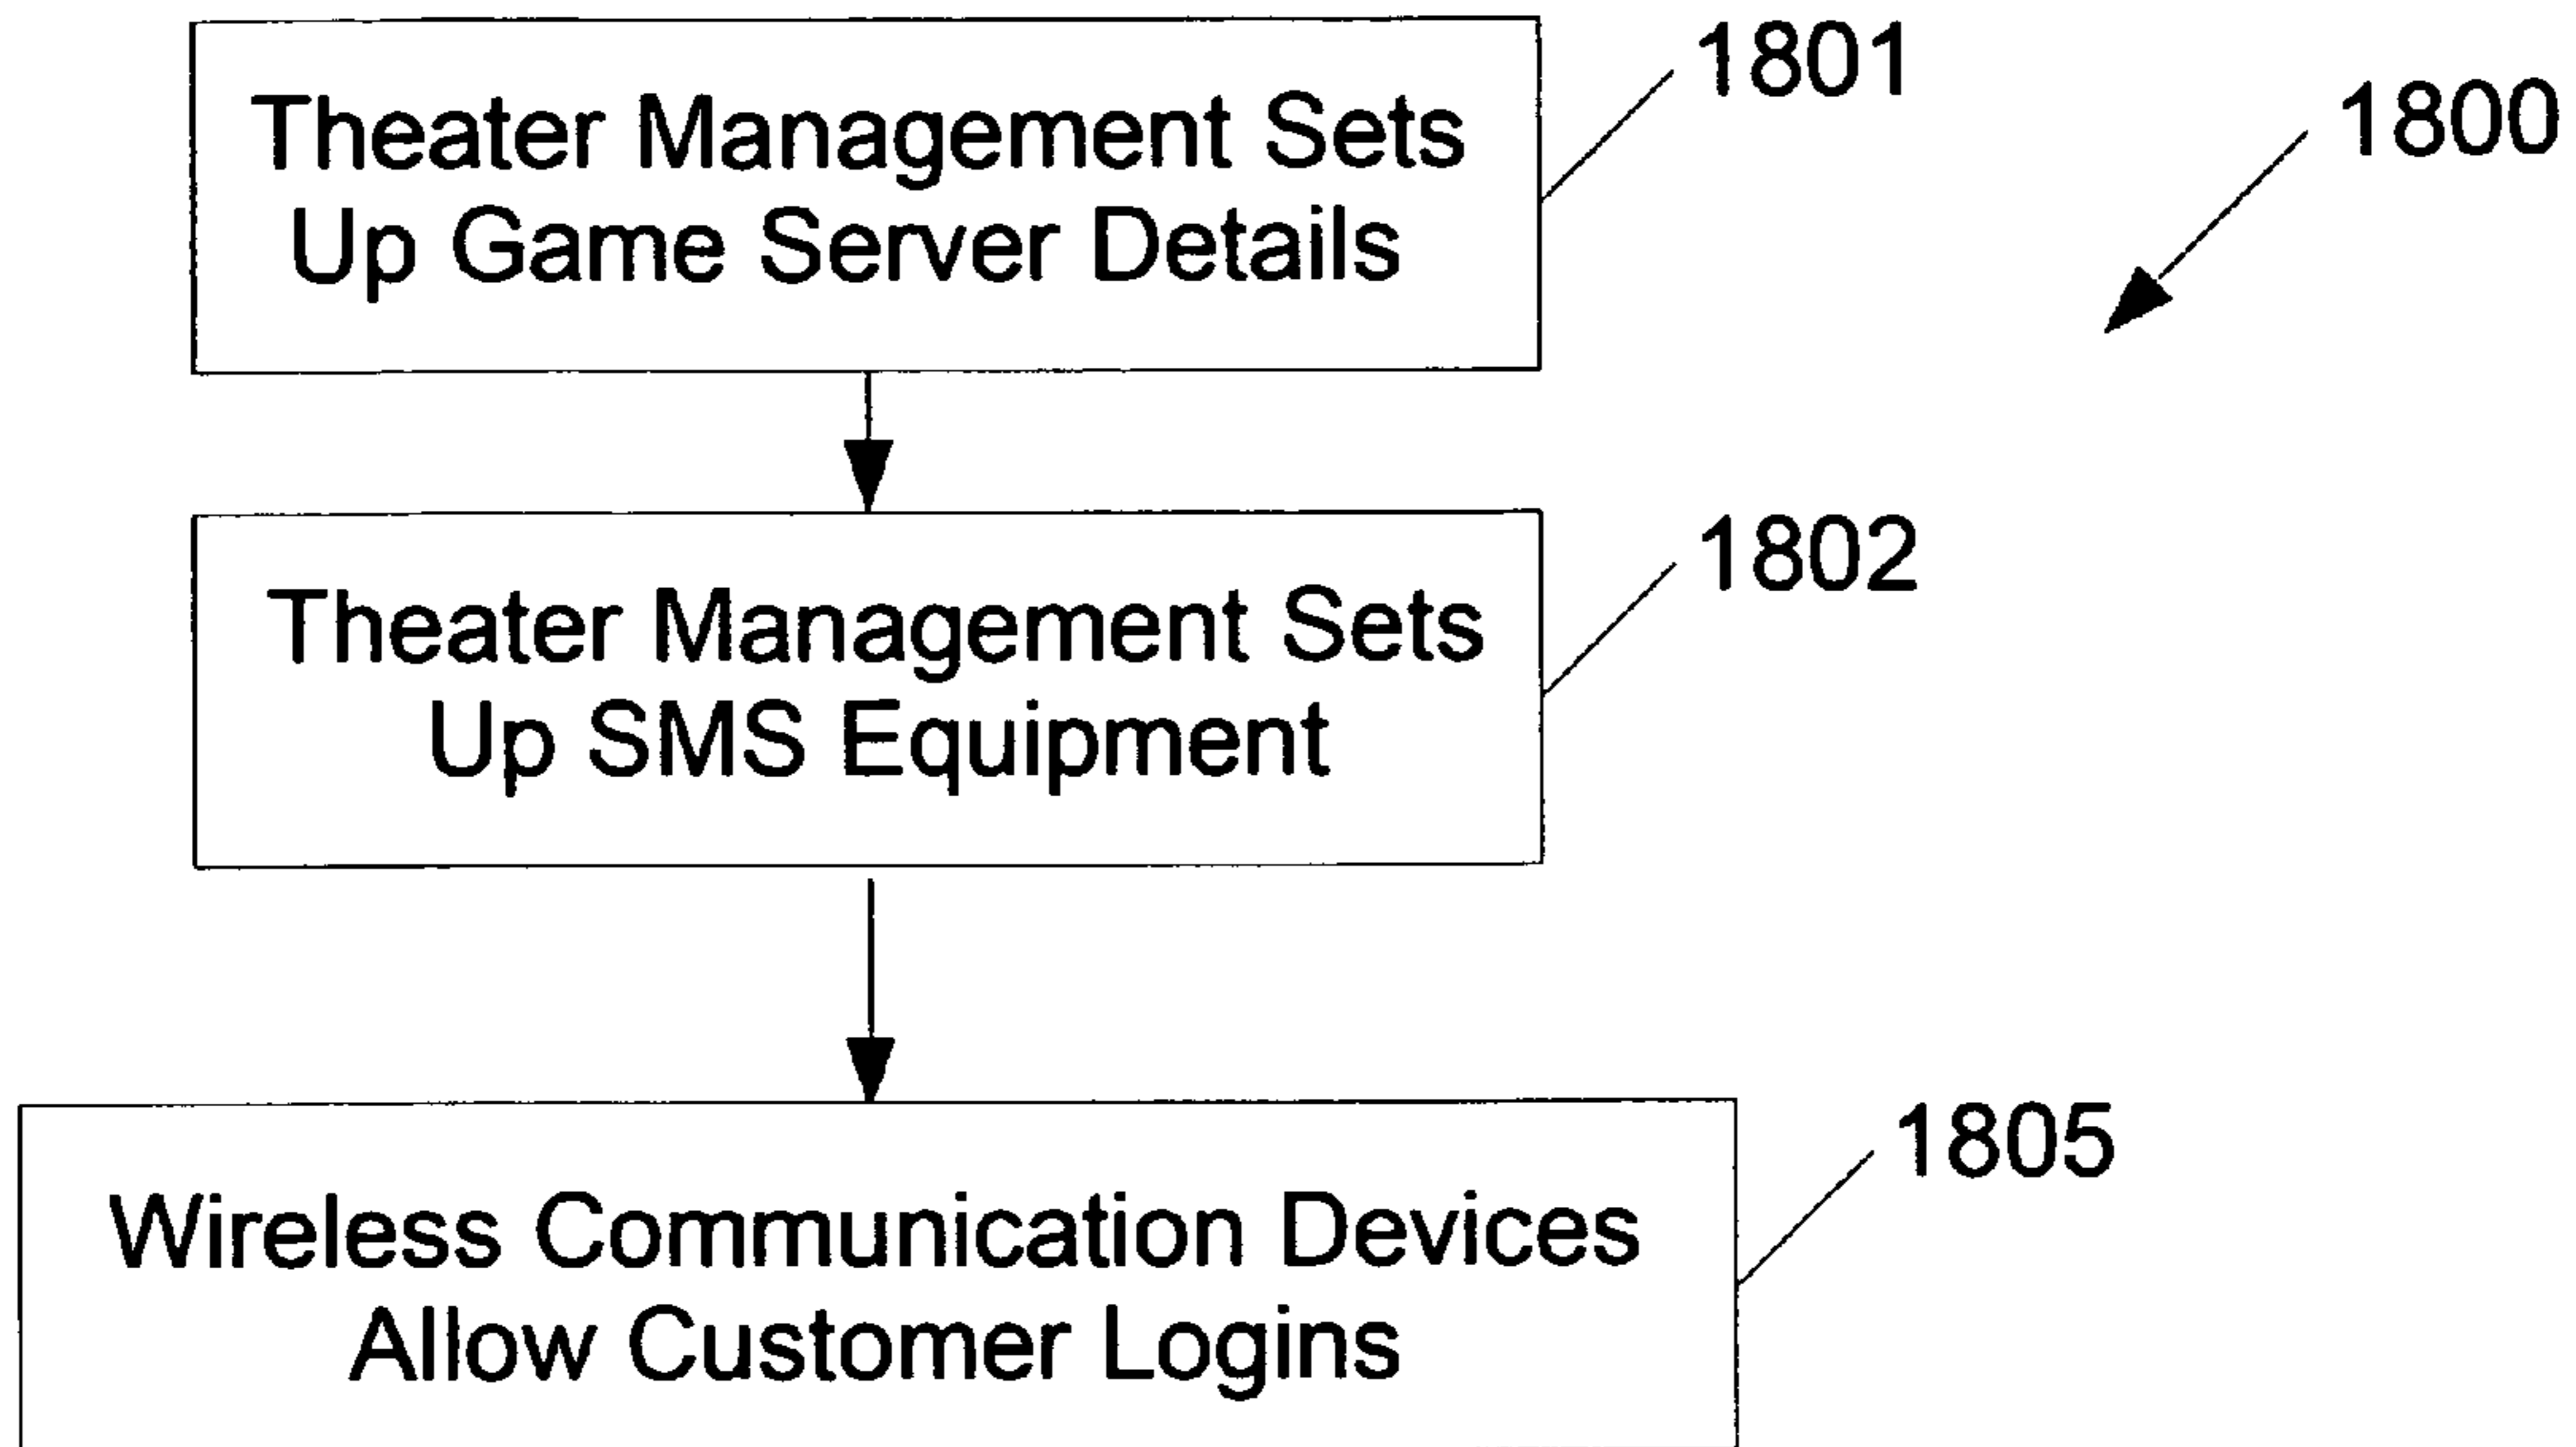 Theater Management Sets
Up Game Server Details
1801
1800
Theater Management Sets
Up SMS Equipment
1802
Wireless Communication Devices
Allow Customer Logins
1805